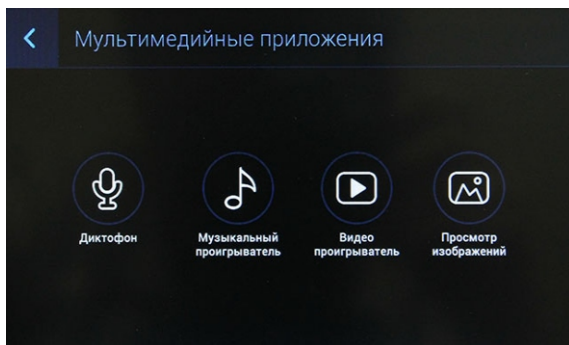 Мультимедийные приложения
Диктофон
Музыкальный
проигрыватель
Видео
проигрыватель
Просмотр
изображений